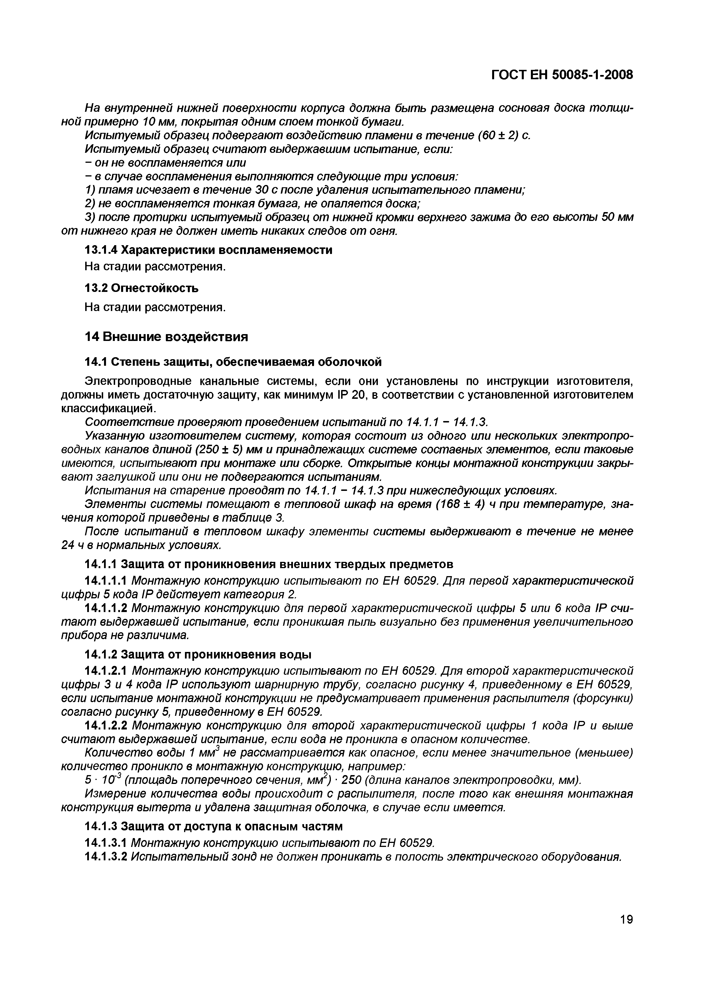 ГОСТ ЕН 50085-1-2008
На внутренней нижней поверхности корпуса должна быть размещена сосновая доска толщи-
ной примерно 10 мм, покрытая одним слоем тонкой бумаги.
Испытуемый образец подвергают воздействию пламени в течение (60 ± 2) с.
Испытуемый образец считают выдержавшим испытание, если:
– он не воспламеняется или
– в случае воспламенения выполняются следующие три условия:
1) пламя исчезает в течение 30 с после удаления испытательного пламени;
2) не воспламеняется тонкая бумага, не опаляется доска;
3) после протирки испытуемый образец от нижней кромки верхнего зажима до его высоты 50 мм
от нижнего края не должен иметь никаких следов от огня.
13.1.4 Характеристики воспламеняемости
На стадии рассмотрения.
13.2 Огнестойкость
На стадии рассмотрения.
14 Внешние воздействия
14.1 Степень защиты, обеспечиваемая оболочкой
Электропроводные канальные системы, если они установлены по инструкции изготовителя,
должны иметь достаточную защиту, как минимум IP 20, в соответствии с установленной изготовителем
классификацией.
Соответствие проверяют проведением испытаний по 14.1.1 – 14.1.3.
Указанную изготовителем систему, которая состоит из одного или нескольких электропро-
водных каналов длиной (250 ± 5) мм и принадлежащих системе составных элементов, если таковые
имеются, испытывают при монтаже или сборке. Открытые концы монтажной конструкции закры-
вают заглушкой или они не подвергаются испытаниям.
Испытания на старение проводят по 14.1.1 – 14.1.3 при нижеследующих условиях.
Элементы системы помещают в тепловой шкаф на время (168 ± 4) ч при температуре, зна-
чения которой приведены в таблице 3.
После испытаний в тепловом шкафу элементы системы выдерживают в течение не менее
24 ч в нормальных условиях.
14.1.1 Защита от проникновения внешних твердых предметов
14.1.1.1 Монтажную конструкцию испытывают по ЕН 60529. Для первой характеристической
цифры 5 кода IP действует категория 2.
14.1.1.2 Монтажную конструкцию для первой характеристической цифры 5 или 6 кода IP счи-
тают выдержавшей испытание, если проникшая пыль визуально без применения увеличительного
прибора не различима.
14.1.2 Защита от проникновения воды
14.1.2.1 Монтажную конструкцию испытывают по ЕН 60529. Для второй характеристической
цифры 3 и 4 кода IP используют шарнирную трубу, согласно рисунку 4, приведенному в ЕН 60529,
если испытание монтажной конструкции не предусматривает применения распылителя (форсунки)
согласно рисунку 5, приведенному в ЕН 60529.
14.1.2.2 Монтажную конструкцию для второй характеристической цифры 1 кода IP и выше
считают выдержавшей испытание, если вода не проникла в опасном количестве.
Количество воды 1 мм³ не рассматривается как опасное, если менее значительное (меньшее)
количество проникло в монтажную конструкцию, например:
5 · 10⁻³ (площадь поперечного сечения, мм²) · 250 (длина каналов электропроводки, мм).
Измерение количества воды происходит с распылителя, после того как внешняя монтажная
конструкция вытерта и удалена защитная оболочка, в случае если имеется.
14.1.3 Защита от доступа к опасным частям
14.1.3.1 Монтажную конструкцию испытывают по ЕН 60529.
14.1.3.2 Испытательный зонд не должен проникать в полость электрического оборудования.
19